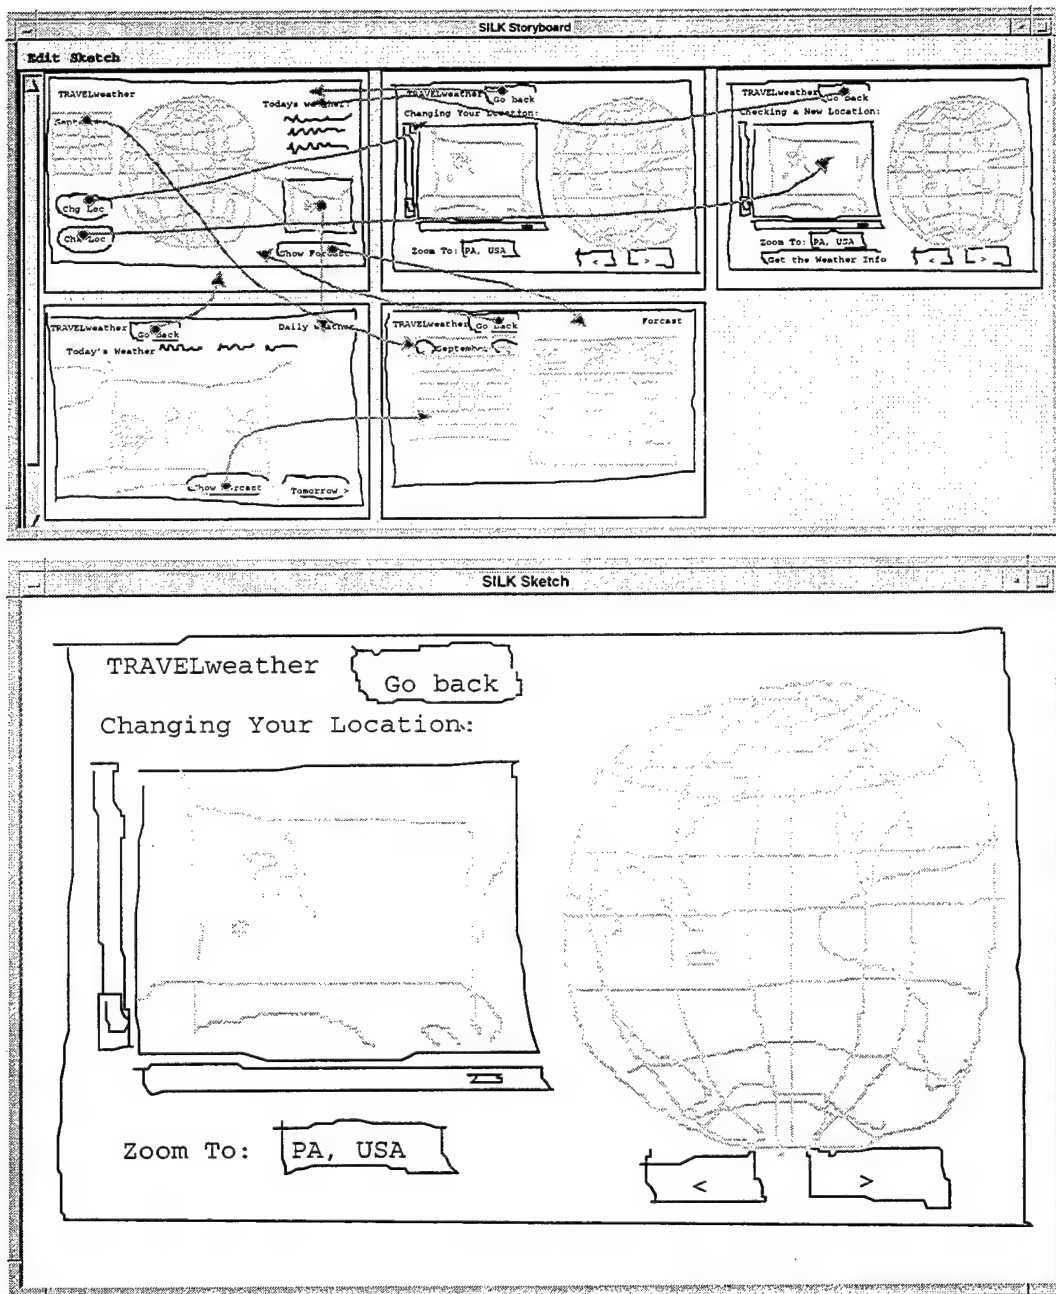 SILK Storyboard
Edit Sketch
TRAVELweather
Todays weather:
Sept
Chg Loc
Chk Loc
Show Forcast
TRAVELweather Go back
Changing Your Location:
Zoom To: PA, USA
< >
TRAVELweather Go back
Checking a New Location:
Zoom To: PA, USA
Get the Weather Info
< >
TRAVELweather Go back Daily weather
Today's Weather
Show Forcast Tomorrow >
TRAVELweather Go back Forcast
September
SILK Sketch
TRAVELweather Go back
Changing Your Location:
Zoom To: PA, USA
< >